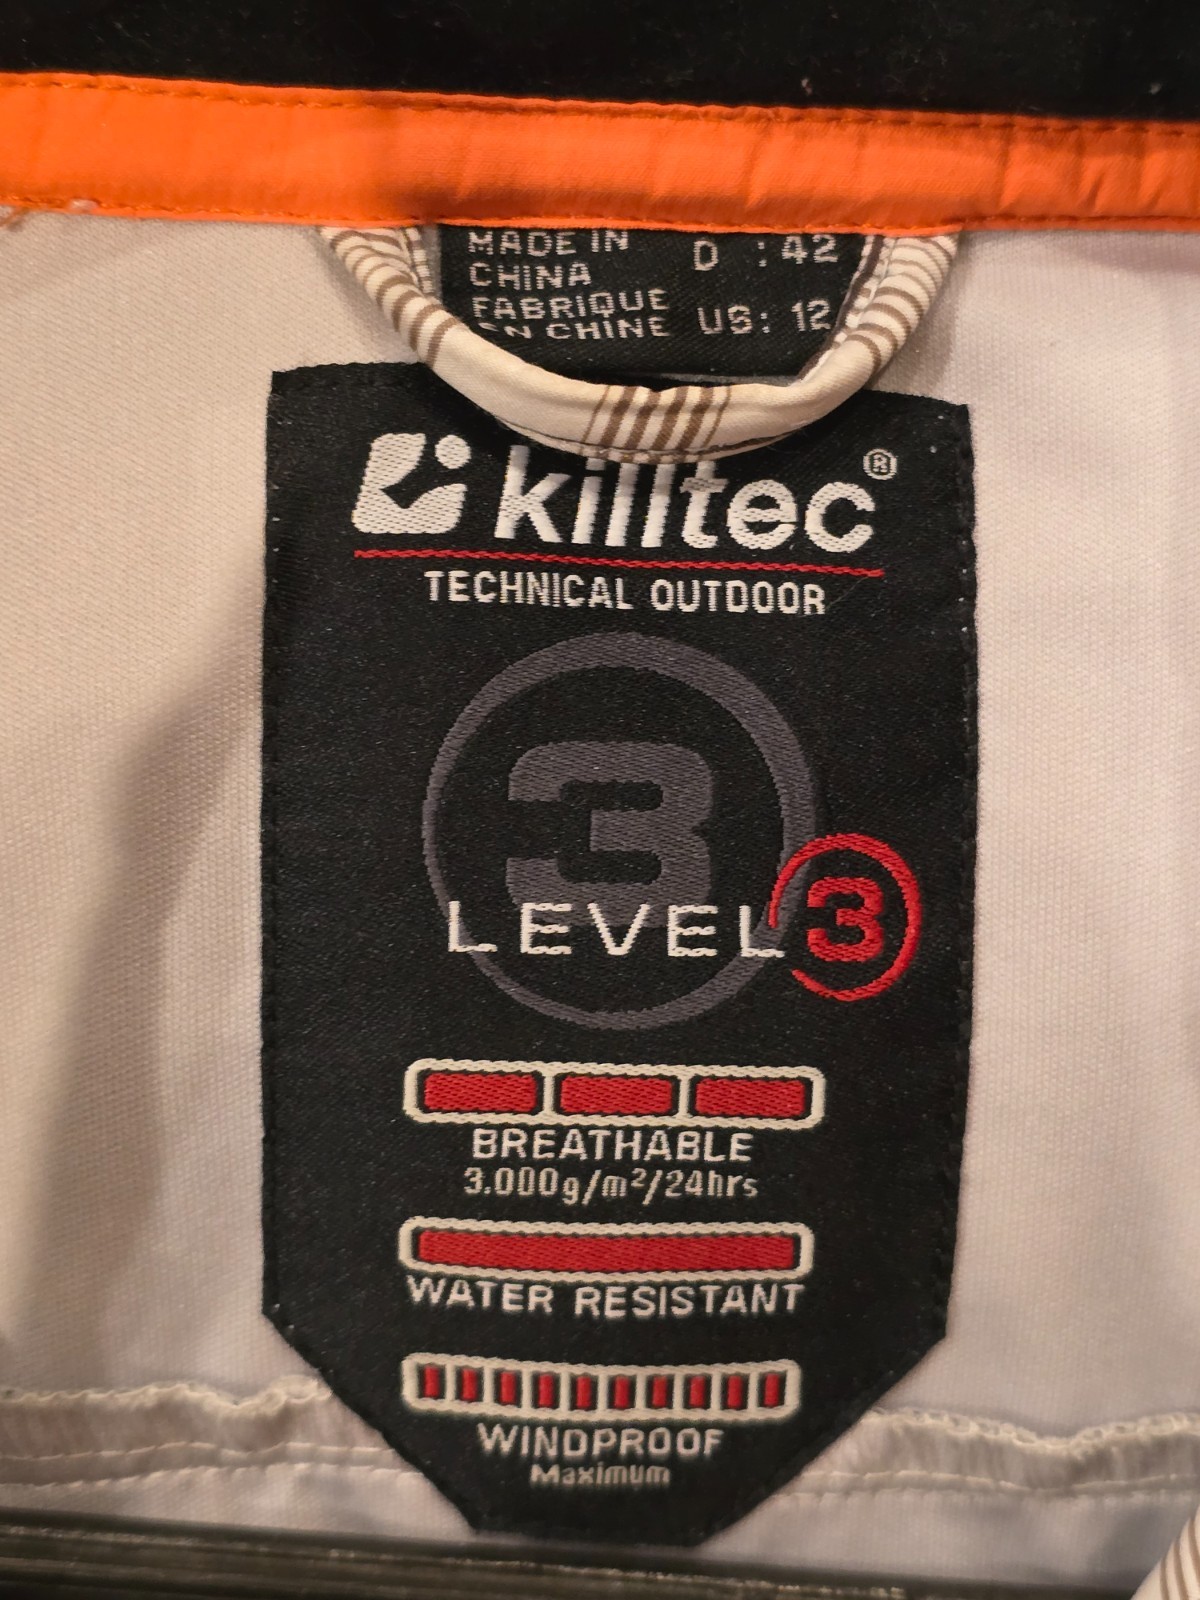 MADE IN
CHINA
FABRIQUE
EN CHINE
D : 42
US: 12
killtec®
TECHNICAL OUTDOOR
3
LEVEL 3
BREATHABLE
3.000g/m²/24hrs
WATER RESISTANT
WINDPROOF
Maximum